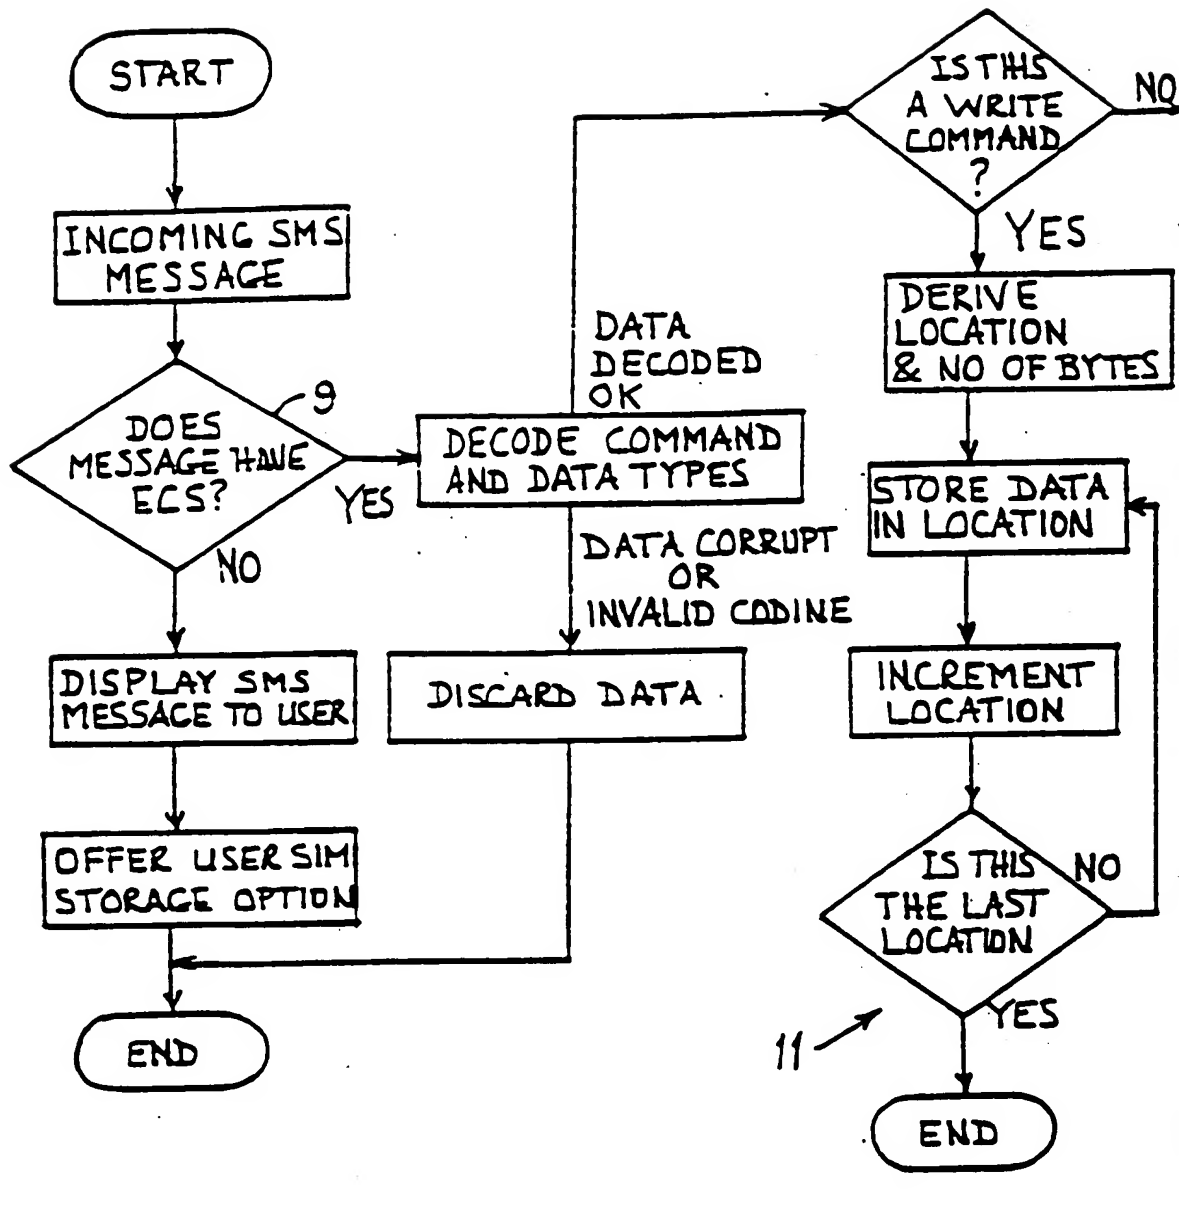 START
INCOMING SMS
MESSAGE
9
DOES
MESSAGE HAVE
ECS?
YES
NO
DISPLAY SMS
MESSAGE TO USER
OFFER USER SIM
STORAGE OPTION
END
DATA
DECODED
OK
DECODE COMMAND
AND DATA TYPES
DATA CORRUPT
OR
INVALID CODINE
DISCARD DATA
IS THIS
A WRITE
COMMAND
?
NO
YES
DERIVE
LOCATION
& NO OF BYTES
STORE DATA
IN LOCATION
INCREMENT
LOCATION
IS THIS
THE LAST
LOCATION
NO
YES
11
END